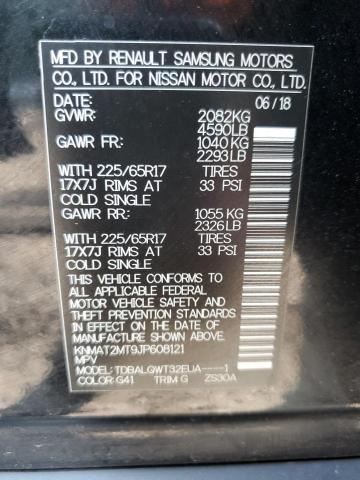 MFD BY RENAULT SAMSUNG MOTORS
CO., LTD. FOR NISSAN MOTOR CO., LTD.
DATE: 06/18
GVWR: 2082KG
4590LB
GAWR FR: 1040KG
2293LB
WITH 225/65R17 TIRES
17X7J RIMS AT 33 PSI
COLD SINGLE
GAWR RR: 1055 KG
2326LB
WITH 225/65R17 TIRES
17X7J RIMS AT 33 PSI
COLD SINGLE
THIS VEHICLE CONFORMS TO
ALL APPLICABLE FEDERAL
MOTOR VEHICLE SAFETY AND
THEFT PREVENTION STANDARDS
IN EFFECT ON THE DATE OF
MANUFACTURE SHOWN ABOVE.
KNMAT2MT9JP608121
MPV
MODEL: TDBALQWT32EUA----1
COLOR: G41 TRIM: G ZS30A